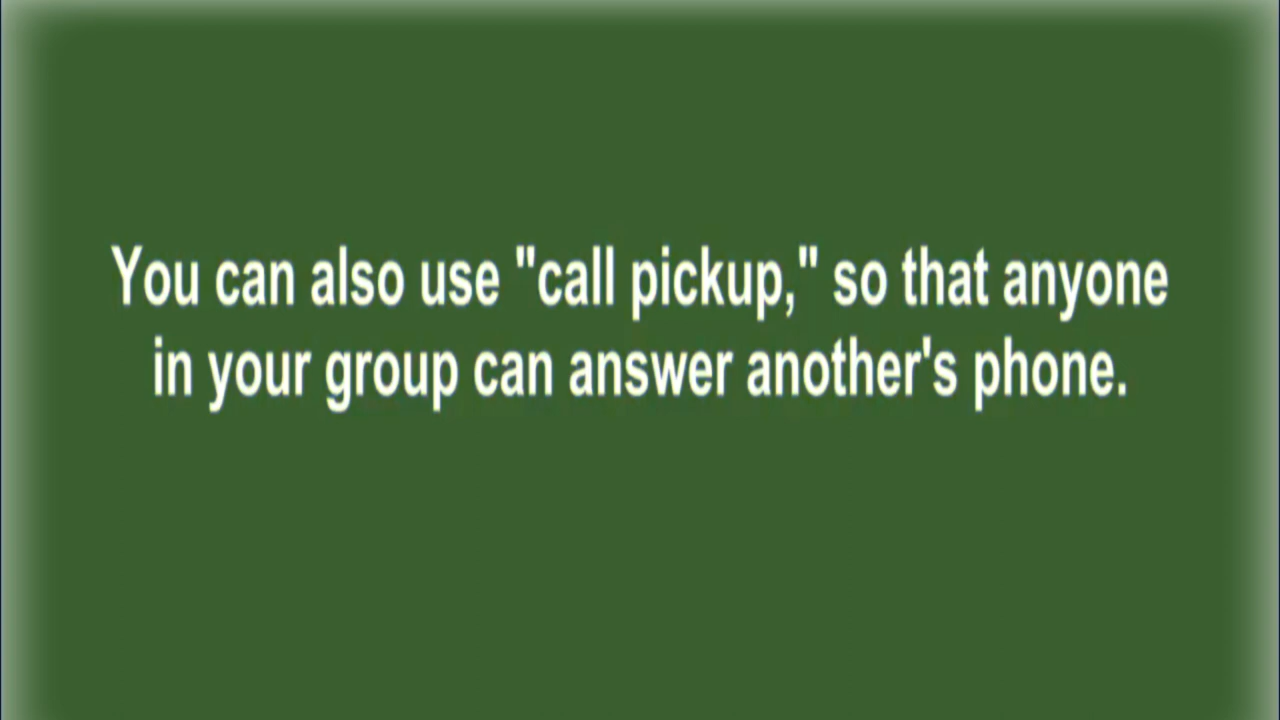 You can also use "call pickup," so that anyone
in your group can answer another's phone.